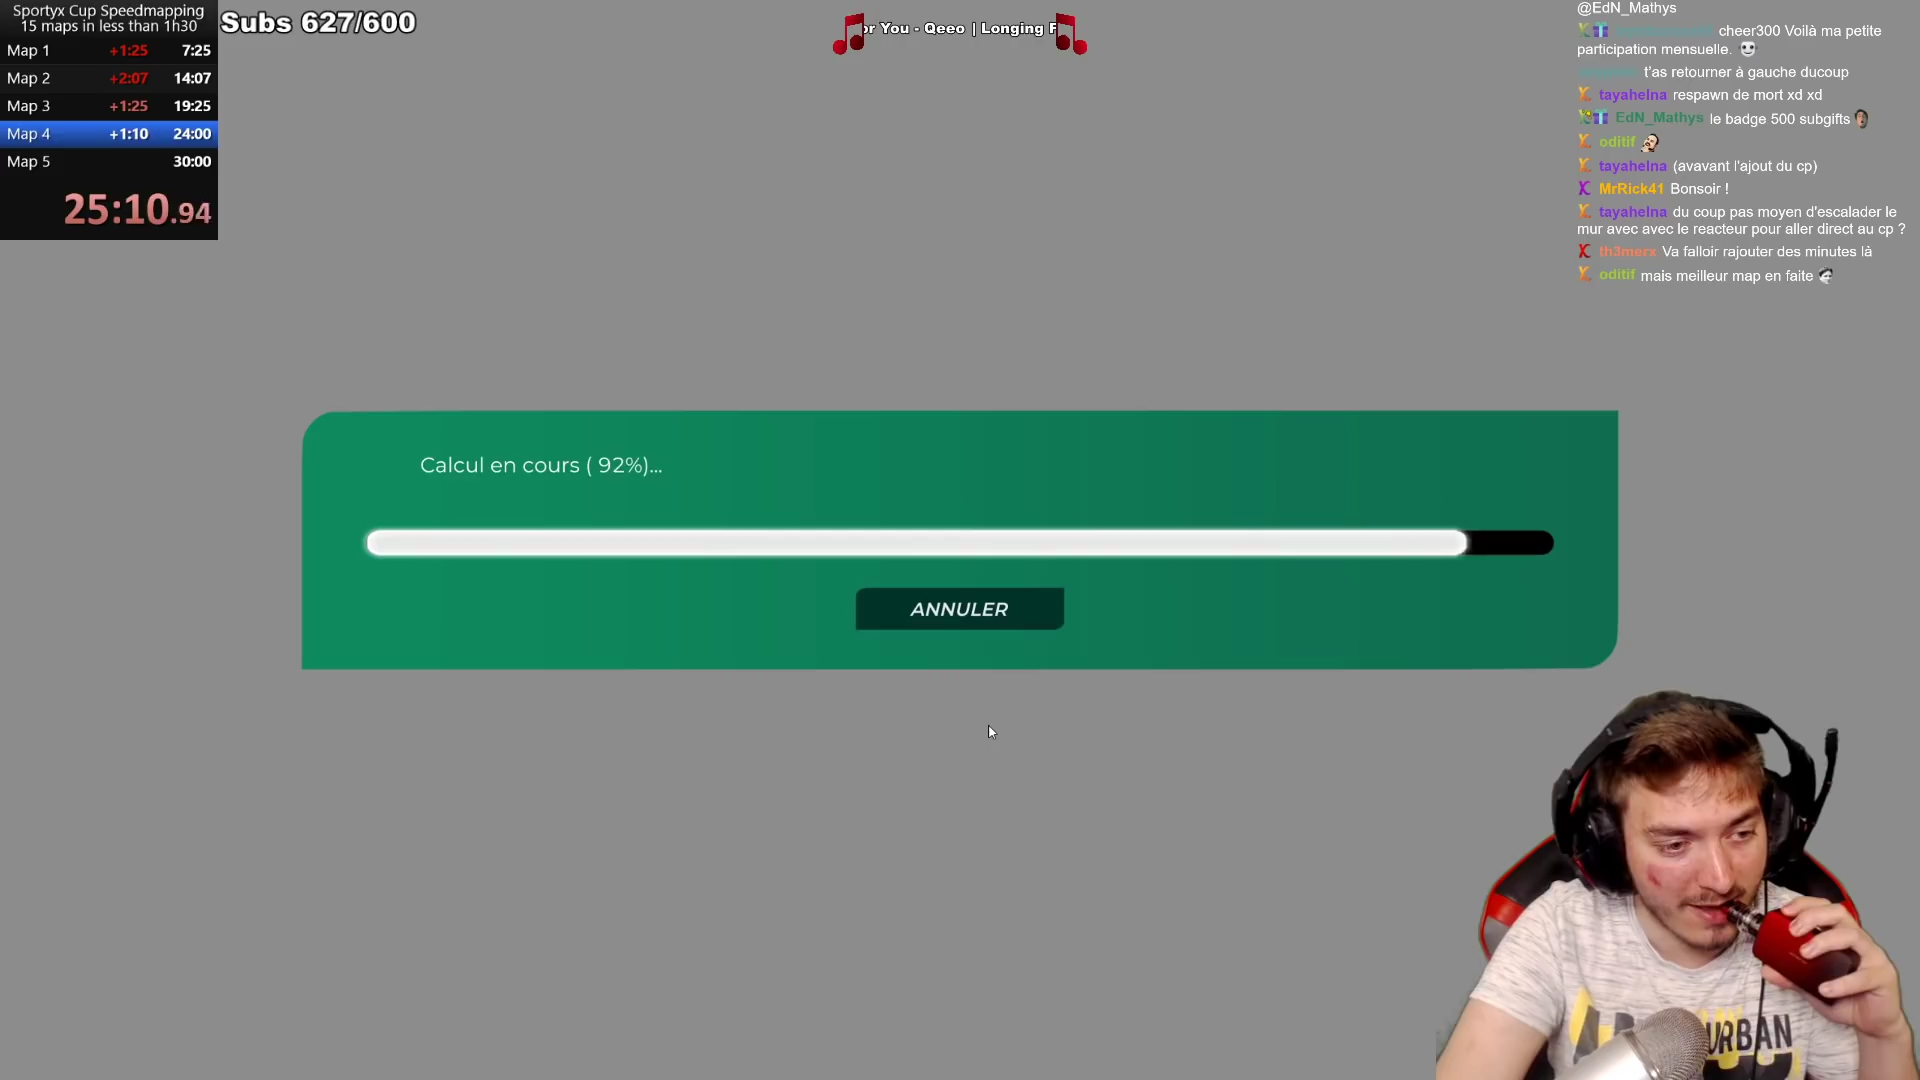 Sportyx Cup Speedmapping
15 maps in less than 1h30
Map 1 +1:25 7:25
Map 2 +2:07 14:07
Map 3 +1:25 19:25
Map 4 +1:10 24:00
Map 5 30:00
25:10.94
Subs 627/600
or You - Qeeo | Longing F
@EdN_Mathys
cheer300 Voilà ma petite
participation mensuelle.
t'as retourner à gauche ducoup
tayahelna respawn de mort xd xd
EdN_Mathys le badge 500 subgifts
oditif
tayahelna (avavant l'ajout du cp)
MrRick41 Bonsoir !
tayahelna du coup pas moyen d'escalader le
mur avec avec le reacteur pour aller direct au cp ?
th3merx Va falloir rajouter des minutes là
oditif mais meilleur map en faite
Calcul en cours ( 92%)...
ANNULER
URBAN